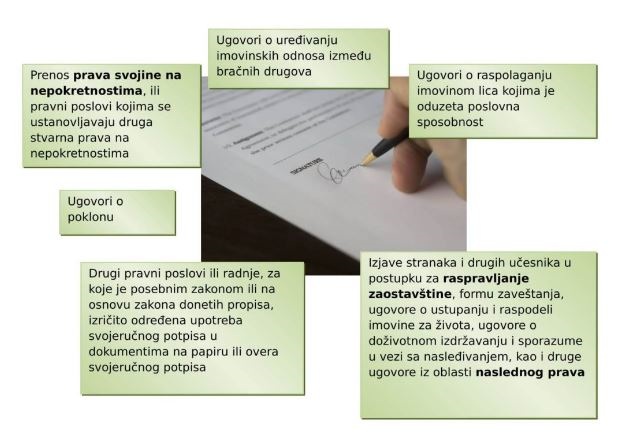 Ugovori o uređivanju
imovinskih odnosa između
bračnih drugova
Prenos prava svojine na
nepokretnostima, ili
pravni poslovi kojima se
ustanovljavaju druga
stvarna prava na
nepokretnostima
Ugovori o raspolaganju
imovinom lica kojima je
oduzeta poslovna
sposobnost
SIGNATURE
Ugovori o
poklonu
Drugi pravni poslovi ili radnje, za
koje je posebnim zakonom ili na
osnovu zakona donetih propisa,
izričito određena upotreba
svojeručnog potpisa u
dokumentima na papiru ili overa
svojeručnog potpisa
Izjave stranaka i drugih učesnika u
postupku za raspravljanje
zaostavštine, formu zaveštanja,
ugovore o ustupanju i raspodeli
imovine za života, ugovore o
doživotnom izdržavanju i sporazume
u vezi sa nasleđivanjem, kao i druge
ugovore iz oblasti naslednog prava